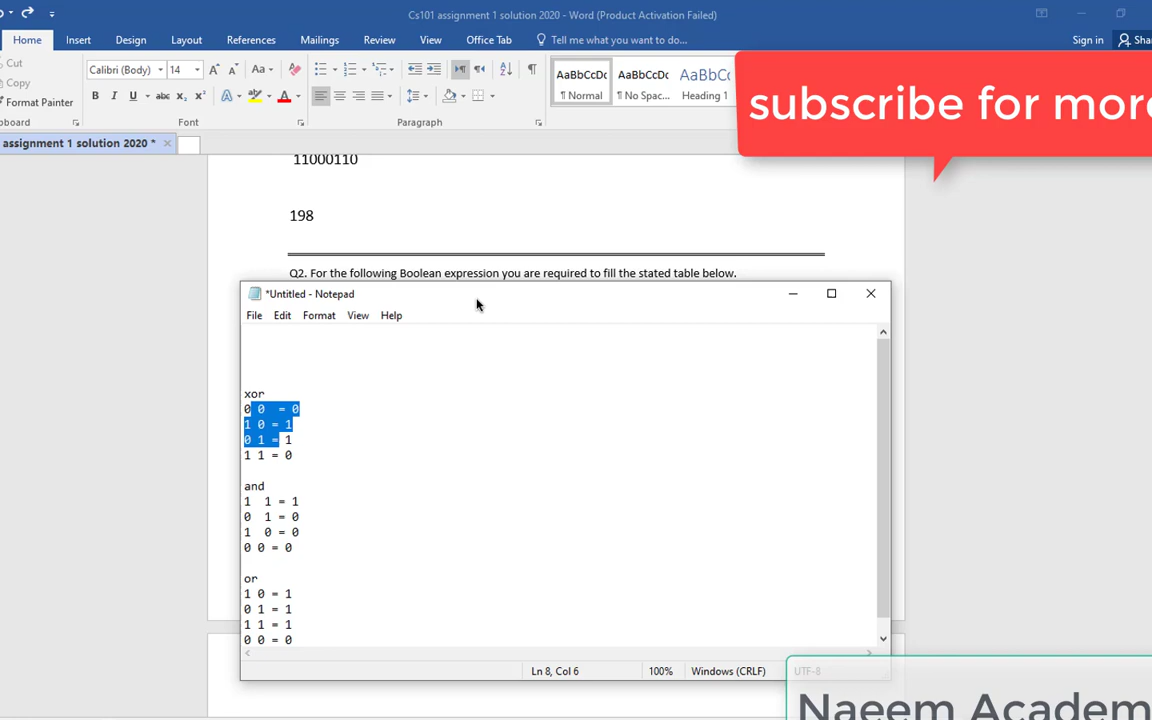 Cs101 assignment 1 solution 2020 - Word (Product Activation Failed)
Home Insert Design Layout References Mailings Review View Office Tab Tell me what you want to do... Sign in
Cut
Copy
Format Painter
Calibri (Body) 14
AaBbCcDc AaBbCcDc AaBbC
¶ Normal ¶ No Spac... Heading 1
Font Paragraph
subscribe for more
assignment 1 solution 2020 *
11000110
198
Q2. For the following Boolean expression you are required to fill the stated table below.
*Untitled - Notepad
File Edit Format View Help
xor
0 0 = 0
1 0 = 1
0 1 = 1
1 1 = 0
and
1 1 = 1
0 1 = 0
1 0 = 0
0 0 = 0
or
1 0 = 1
0 1 = 1
1 1 = 1
0 0 = 0
Ln 8, Col 6 100% Windows (CRLF) UTF-8
Naeem Academ